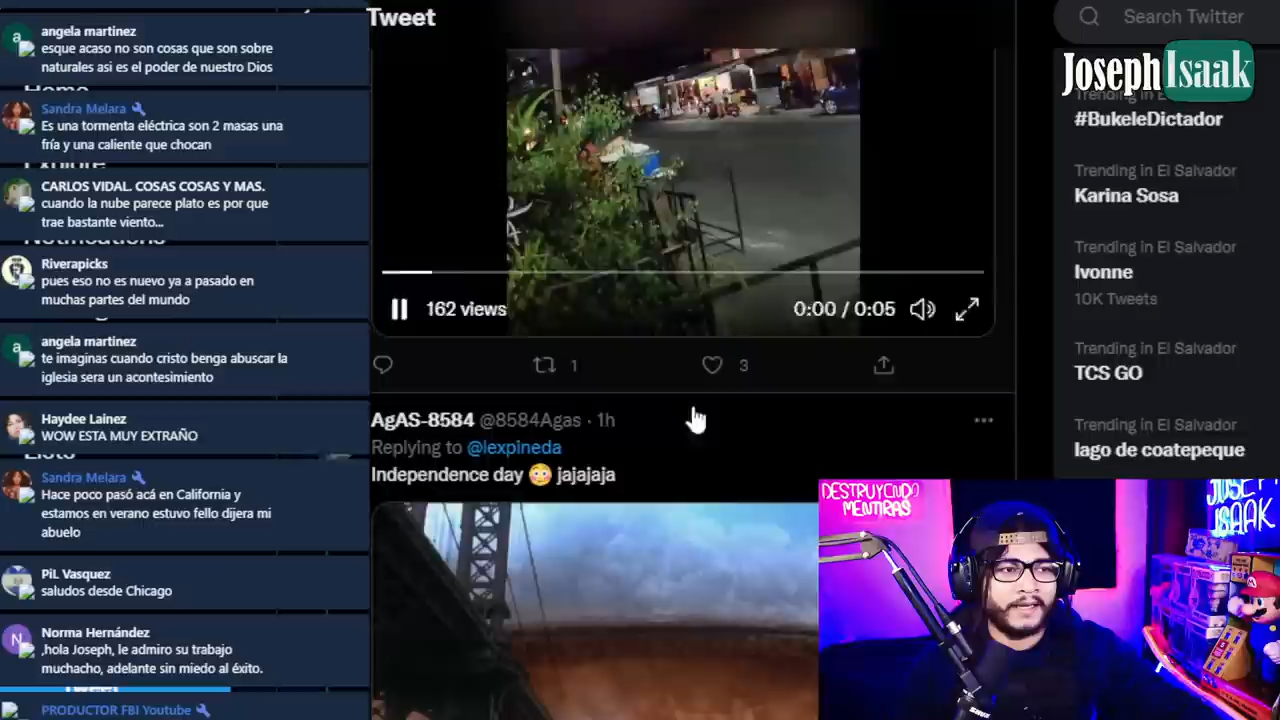 angela martinez
esque acaso no son cosas que son sobre
naturales asi es el poder de nuestro Dios
Sandra Melara
Es una tormenta eléctrica son 2 masas una
fría y una caliente que chocan
CARLOS VIDAL. COSAS COSAS Y MAS.
cuando la nube parece plato es por que
trae bastante viento...
Riverapicks
pues eso no es nuevo ya a pasado en
muchas partes del mundo
angela martinez
te imaginas cuando cristo benga abuscar la
iglesia sera un acontesimiento
Haydee Lainez
WOW ESTA MUY EXTRAÑO
Sandra Melara
Hace poco pasó acá en California y
estamos en verano estuvo fello dijera mi
abuelo
PiL Vasquez
saludos desde Chicago
N
Norma Hernández
,hola Joseph, le admiro su trabajo
muchacho, adelante sin miedo al éxito.
PRODUCTOR FBI Youtube
Tweet
162 views
0:00 / 0:05
1
3
AgAS-8584 @8584Agas · 1h
Replying to @lexpineda
Independence day 😳 jajajaja
Search Twitter
JosephIsaak
Trending in E
#BukeleDictador
Trending in El Salvador
Karina Sosa
Trending in El Salvador
Ivonne
10K Tweets
Trending in El Salvador
TCS GO
Trending in El Salvador
lago de coatepeque
DESTRUYENDO
MENTIRAS
JOSEPH
ISAAK